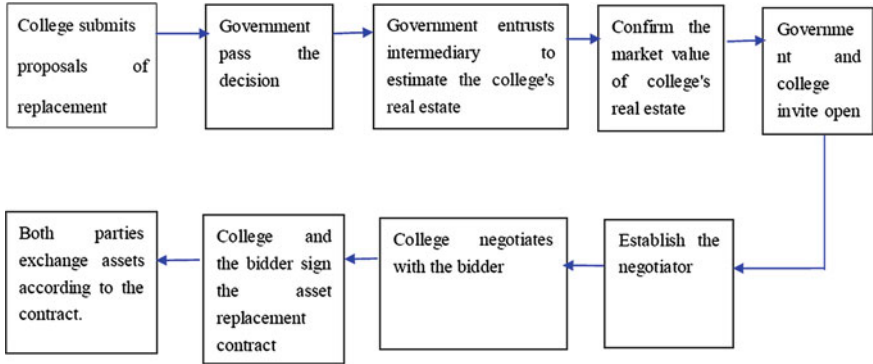 College submits
proposals of
replacement
Government
pass the
decision
Government entrusts
intermediary to
estimate the college's
real estate
Confirm the
market value
of college's
real estate
Governme
nt and
college
invite open
Both parties
exchange assets
according to the
contract.
College and
the bidder sign
the asset
replacement
contract
College negotiates
with the bidder
Establish the
negotiator